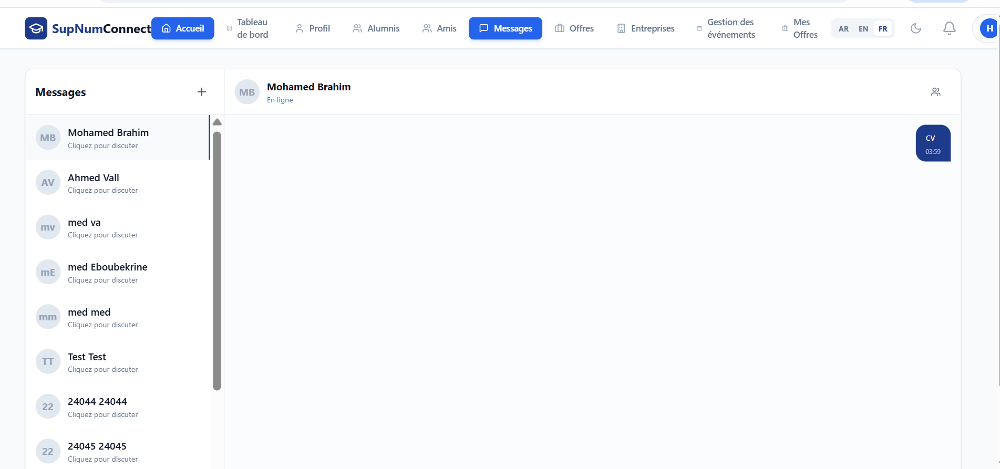 SupNumConnect
Accueil
Tableau
de bord
Profil
Alumnis
Amis
Messages
Offres
Entreprises
Gestion des
événements
Mes
Offres
AR EN FR
H
Messages
MB
Mohamed Brahim
En ligne
MB
Mohamed Brahim
Cliquez pour discuter
AV
Ahmed Vall
Cliquez pour discuter
mv
med va
Cliquez pour discuter
mE
med Eboubekrine
Cliquez pour discuter
mm
med med
Cliquez pour discuter
TT
Test Test
Cliquez pour discuter
22
24044 24044
Cliquez pour discuter
22
24045 24045
Cliquez pour discuter
CV
03:59